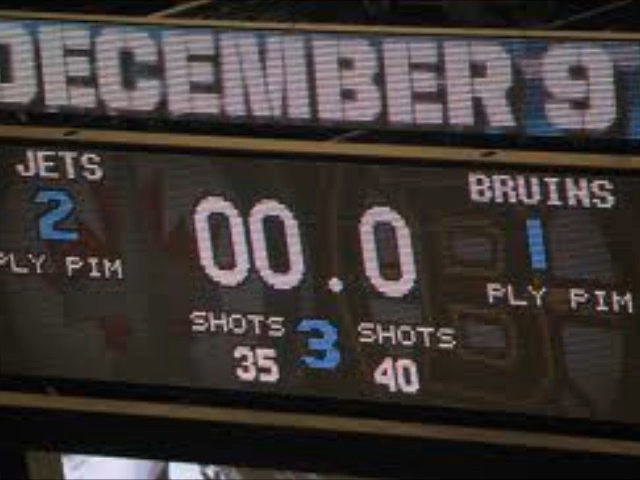 DECEMBER 9
JETS BRUINS
2 00.0 1
PLY PIM PLY PIM
SHOTS 3 SHOTS
35 40